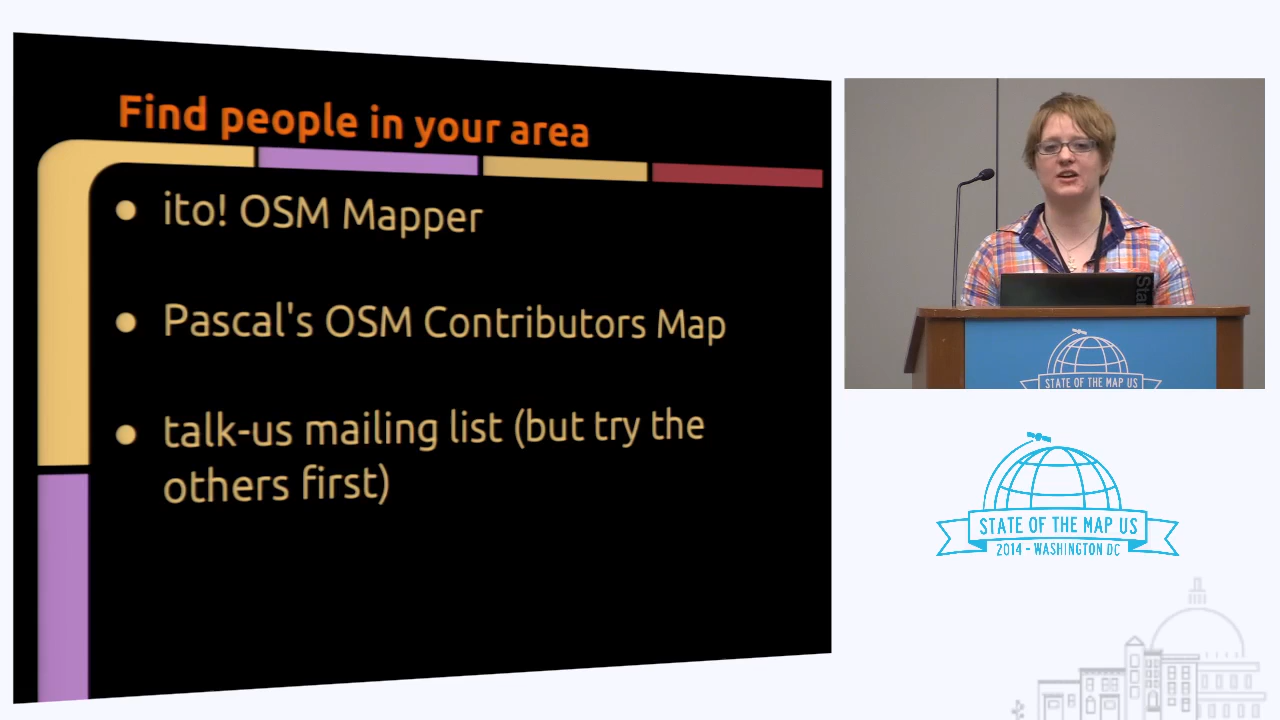 Find people in your area
ito! OSM Mapper
Pascal's OSM Contributors Map
talk-us mailing list (but try the
others first)
Sta
STATE OF THE MAP US
STATE OF THE MAP US
2014 - WASHINGTON DC